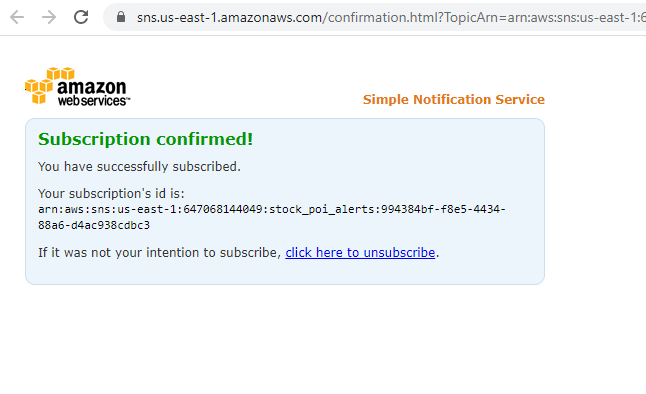 sns.us-east-1.amazonaws.com/confirmation.html?TopicArn=arn:aws:sns:us-east-1:6
amazon
webservices™
Simple Notification Service
Subscription confirmed!
You have successfully subscribed.
Your subscription's id is:
arn:aws:sns:us-east-1:647068144049:stock_poi_alerts:994384bf-f8e5-4434-
88a6-d4ac938cdbc3
If it was not your intention to subscribe, click here to unsubscribe.